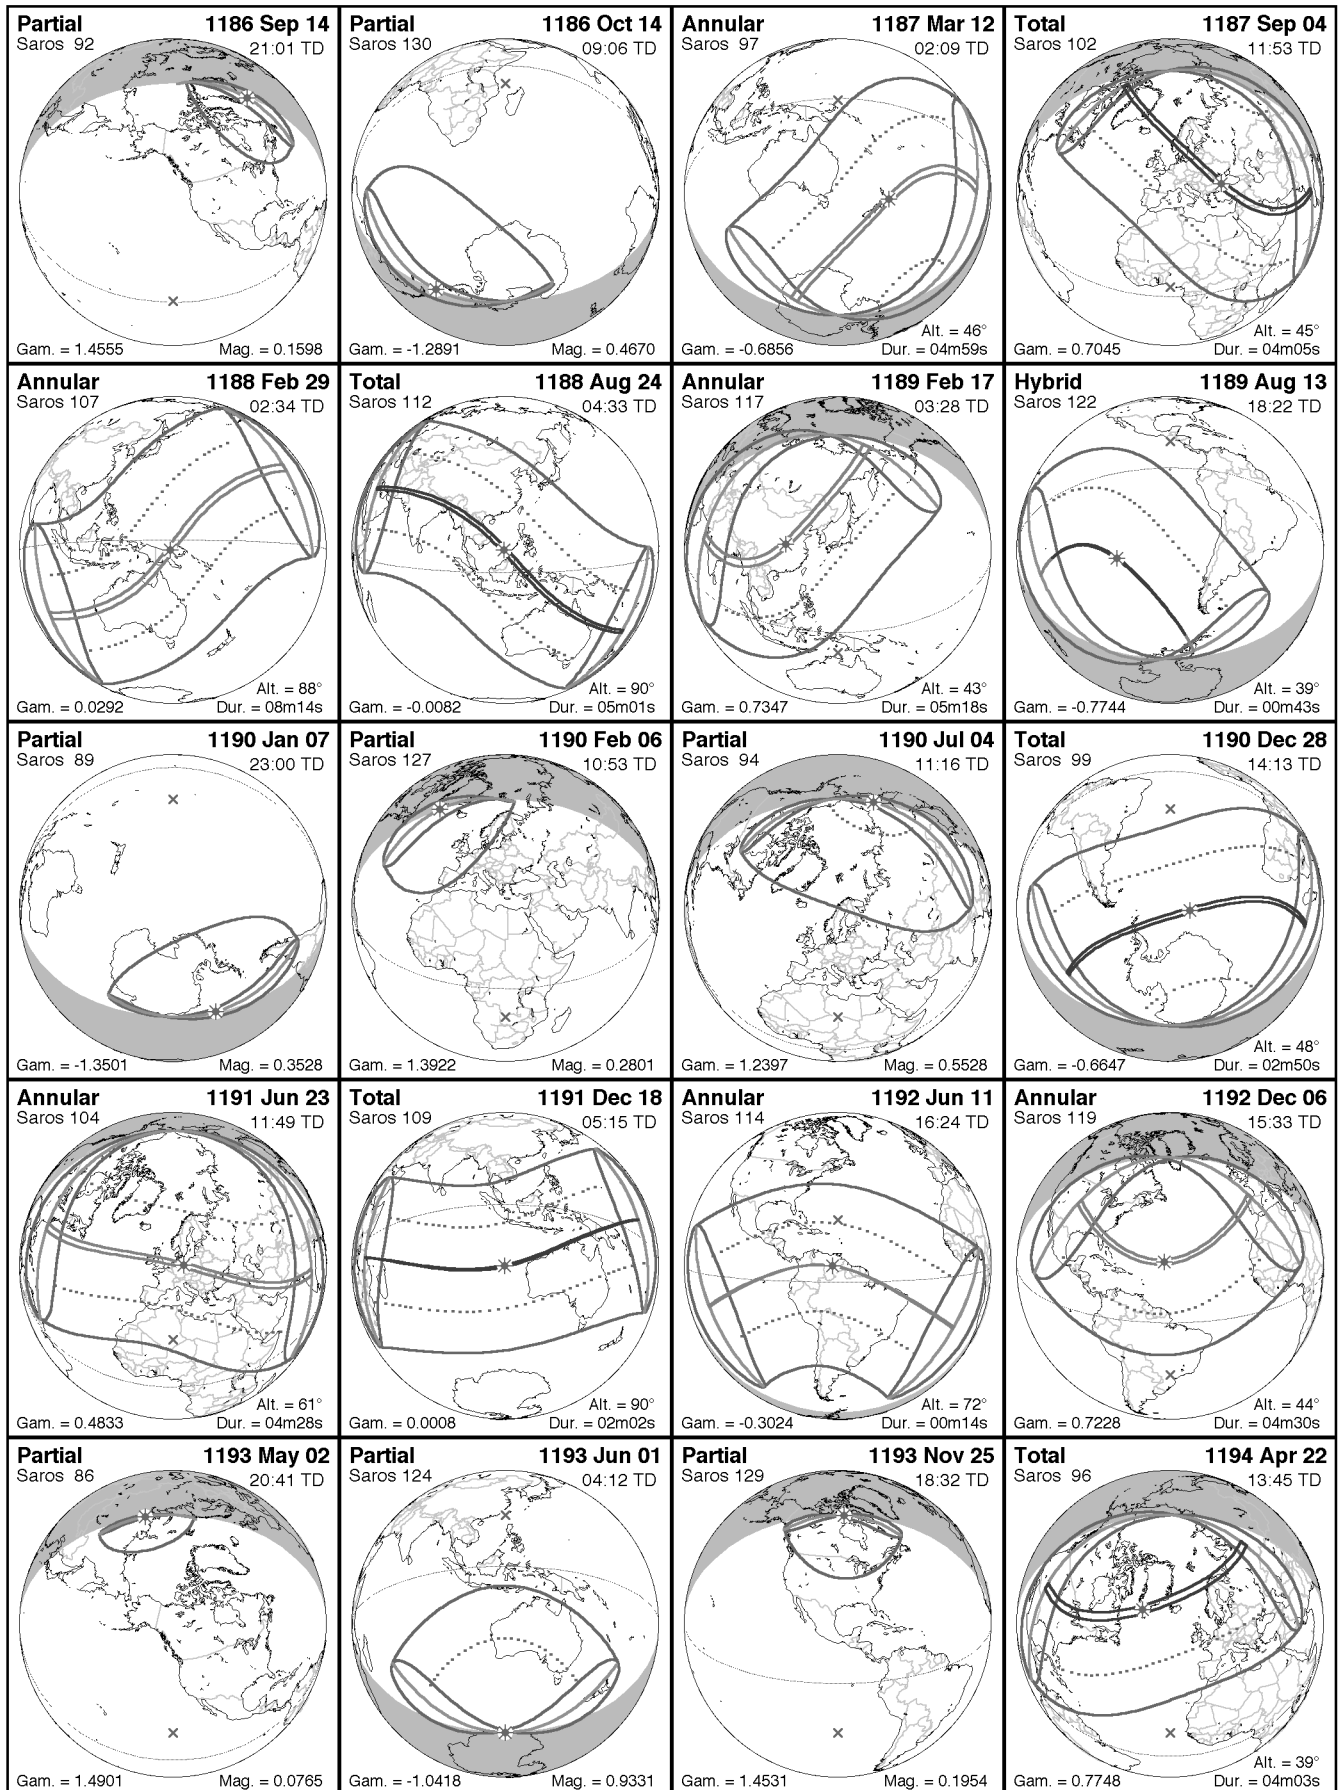 Partial 1186 Sep 14
Saros 92 21:01 TD
Gam. = 1.4555 Mag. = 0.1598
Partial 1186 Oct 14
Saros 130 09:06 TD
Gam. = -1.2891 Mag. = 0.4670
Annular 1187 Mar 12
Saros 97 02:09 TD
Alt. = 46°
Gam. = -0.6856 Dur. = 04m59s
Total 1187 Sep 04
Saros 102 11:53 TD
Alt. = 45°
Gam. = 0.7045 Dur. = 04m05s
Annular 1188 Feb 29
Saros 107 02:34 TD
Alt. = 88°
Gam. = 0.0292 Dur. = 08m14s
Total 1188 Aug 24
Saros 112 04:33 TD
Alt. = 90°
Gam. = -0.0082 Dur. = 05m01s
Annular 1189 Feb 17
Saros 117 03:28 TD
Alt. = 43°
Gam. = 0.7347 Dur. = 05m18s
Hybrid 1189 Aug 13
Saros 122 18:22 TD
Alt. = 39°
Gam. = -0.7744 Dur. = 00m43s
Partial 1190 Jan 07
Saros 89 23:00 TD
Gam. = -1.3501 Mag. = 0.3528
Partial 1190 Feb 06
Saros 127 10:53 TD
Gam. = 1.3922 Mag. = 0.2801
Partial 1190 Jul 04
Saros 94 11:16 TD
Gam. = 1.2397 Mag. = 0.5528
Total 1190 Dec 28
Saros 99 14:13 TD
Alt. = 48°
Gam. = -0.6647 Dur. = 02m50s
Annular 1191 Jun 23
Saros 104 11:49 TD
Alt. = 61°
Gam. = 0.4833 Dur. = 04m28s
Total 1191 Dec 18
Saros 109 05:15 TD
Alt. = 90°
Gam. = 0.0008 Dur. = 02m02s
Annular 1192 Jun 11
Saros 114 16:24 TD
Alt. = 72°
Gam. = -0.3024 Dur. = 00m14s
Annular 1192 Dec 06
Saros 119 15:33 TD
Alt. = 44°
Gam. = 0.7228 Dur. = 04m30s
Partial 1193 May 02
Saros 86 20:41 TD
Gam. = 1.4901 Mag. = 0.0765
Partial 1193 Jun 01
Saros 124 04:12 TD
Gam. = -1.0418 Mag. = 0.9331
Partial 1193 Nov 25
Saros 129 18:32 TD
Gam. = 1.4531 Mag. = 0.1954
Total 1194 Apr 22
Saros 96 13:45 TD
Alt. = 39°
Gam. = 0.7748 Dur. = 04m03s